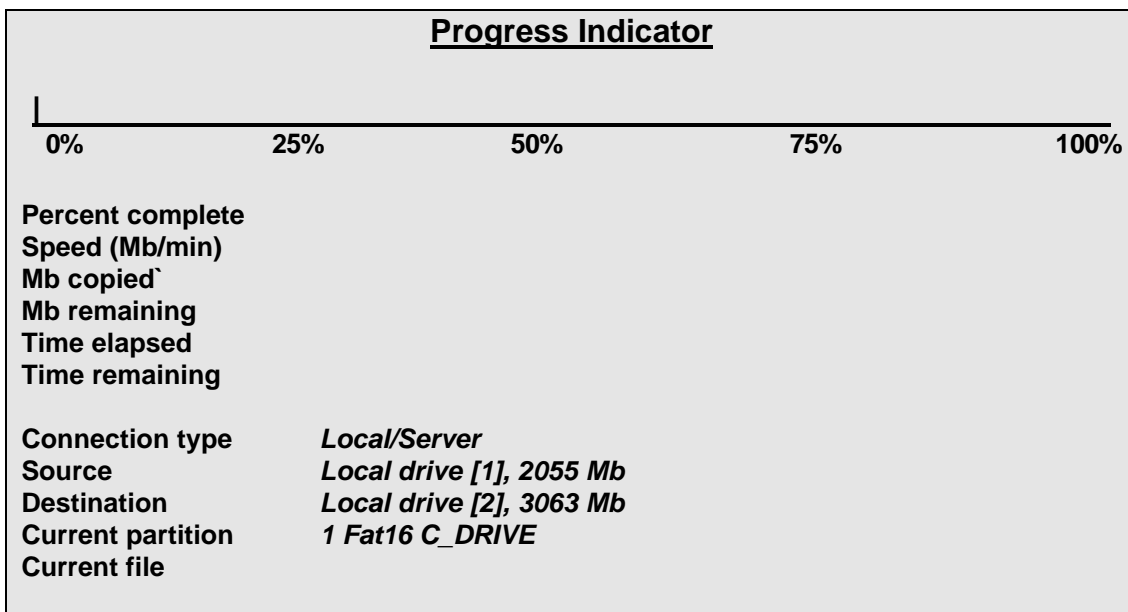 Progress Indicator
0% 25% 50% 75% 100%
Percent complete
Speed (Mb/min)
Mb copied`
Mb remaining
Time elapsed
Time remaining
Connection type Local/Server
Source Local drive [1], 2055 Mb
Destination Local drive [2], 3063 Mb
Current partition 1 Fat16 C_DRIVE
Current file